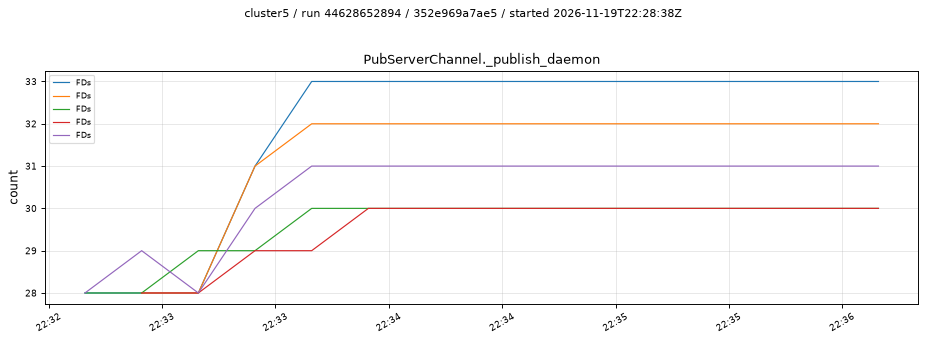 cluster5 / run 44628652894 / 352e969a7ae5 / started 2026-11-19T22:28:38Z
PubServerChannel._publish_daemon
33
32
31
30
29
28
count
FDs
FDs
FDs
FDs
FDs
22:32
22:33
22:33
22:34
22:34
22:35
22:35
22:36